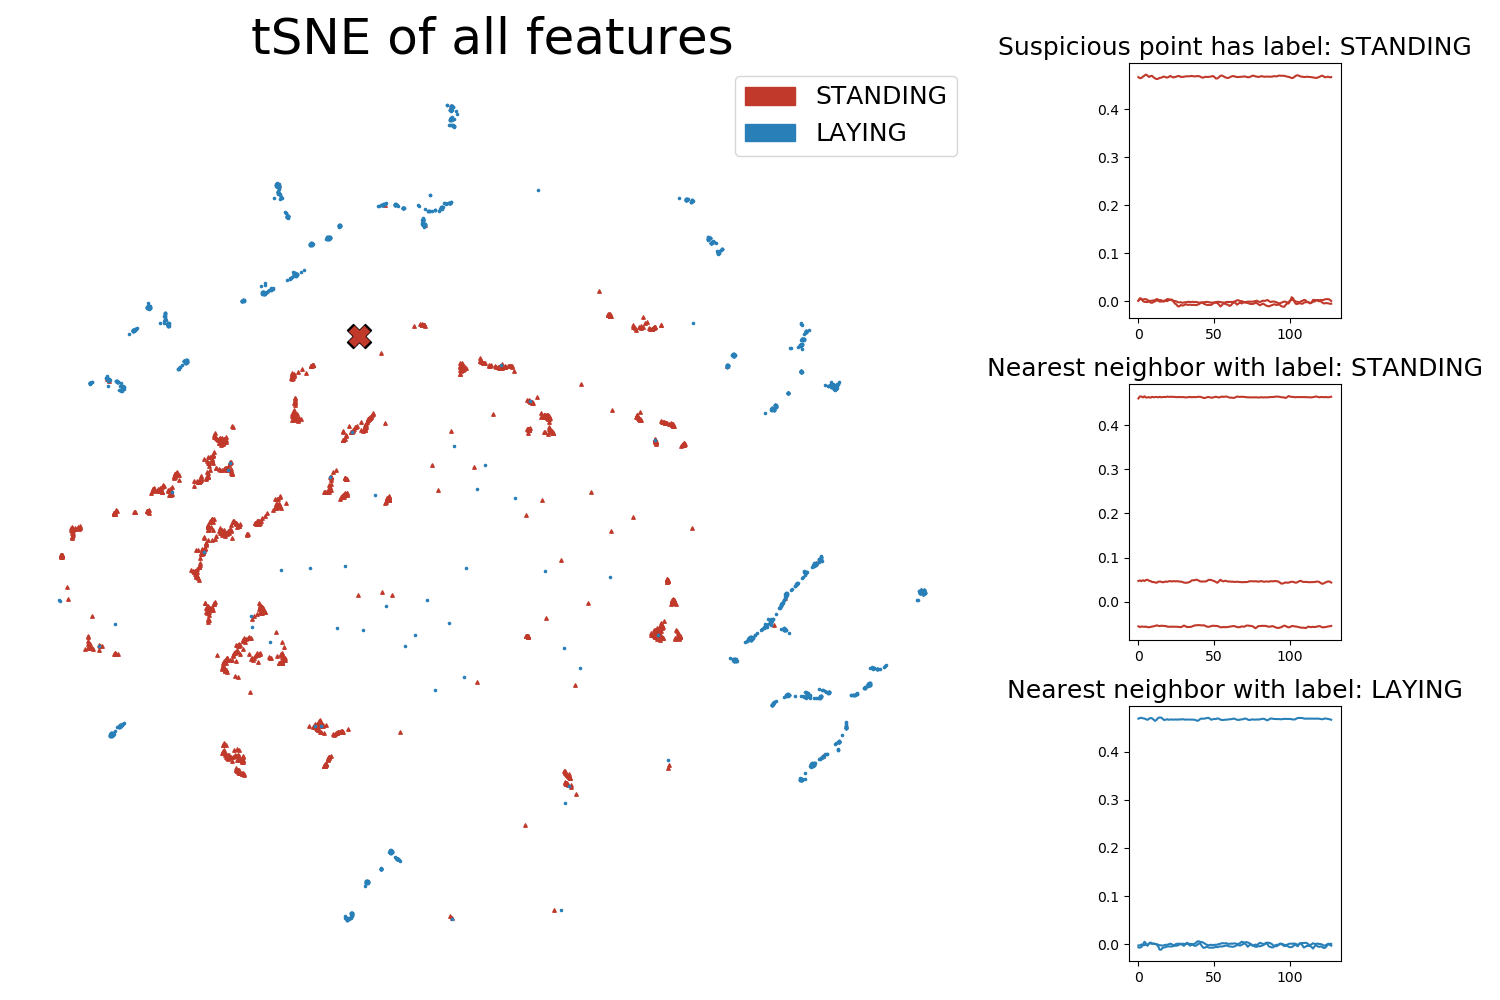 tSNE of all features
STANDING
LAYING
Suspicious point has label: STANDING
0.4
0.3
0.2
0.1
0.0
0 50 100
Nearest neighbor with label: STANDING
0.4
0.3
0.2
0.1
0.0
0 50 100
Nearest neighbor with label: LAYING
0.4
0.3
0.2
0.1
0.0
0 50 100